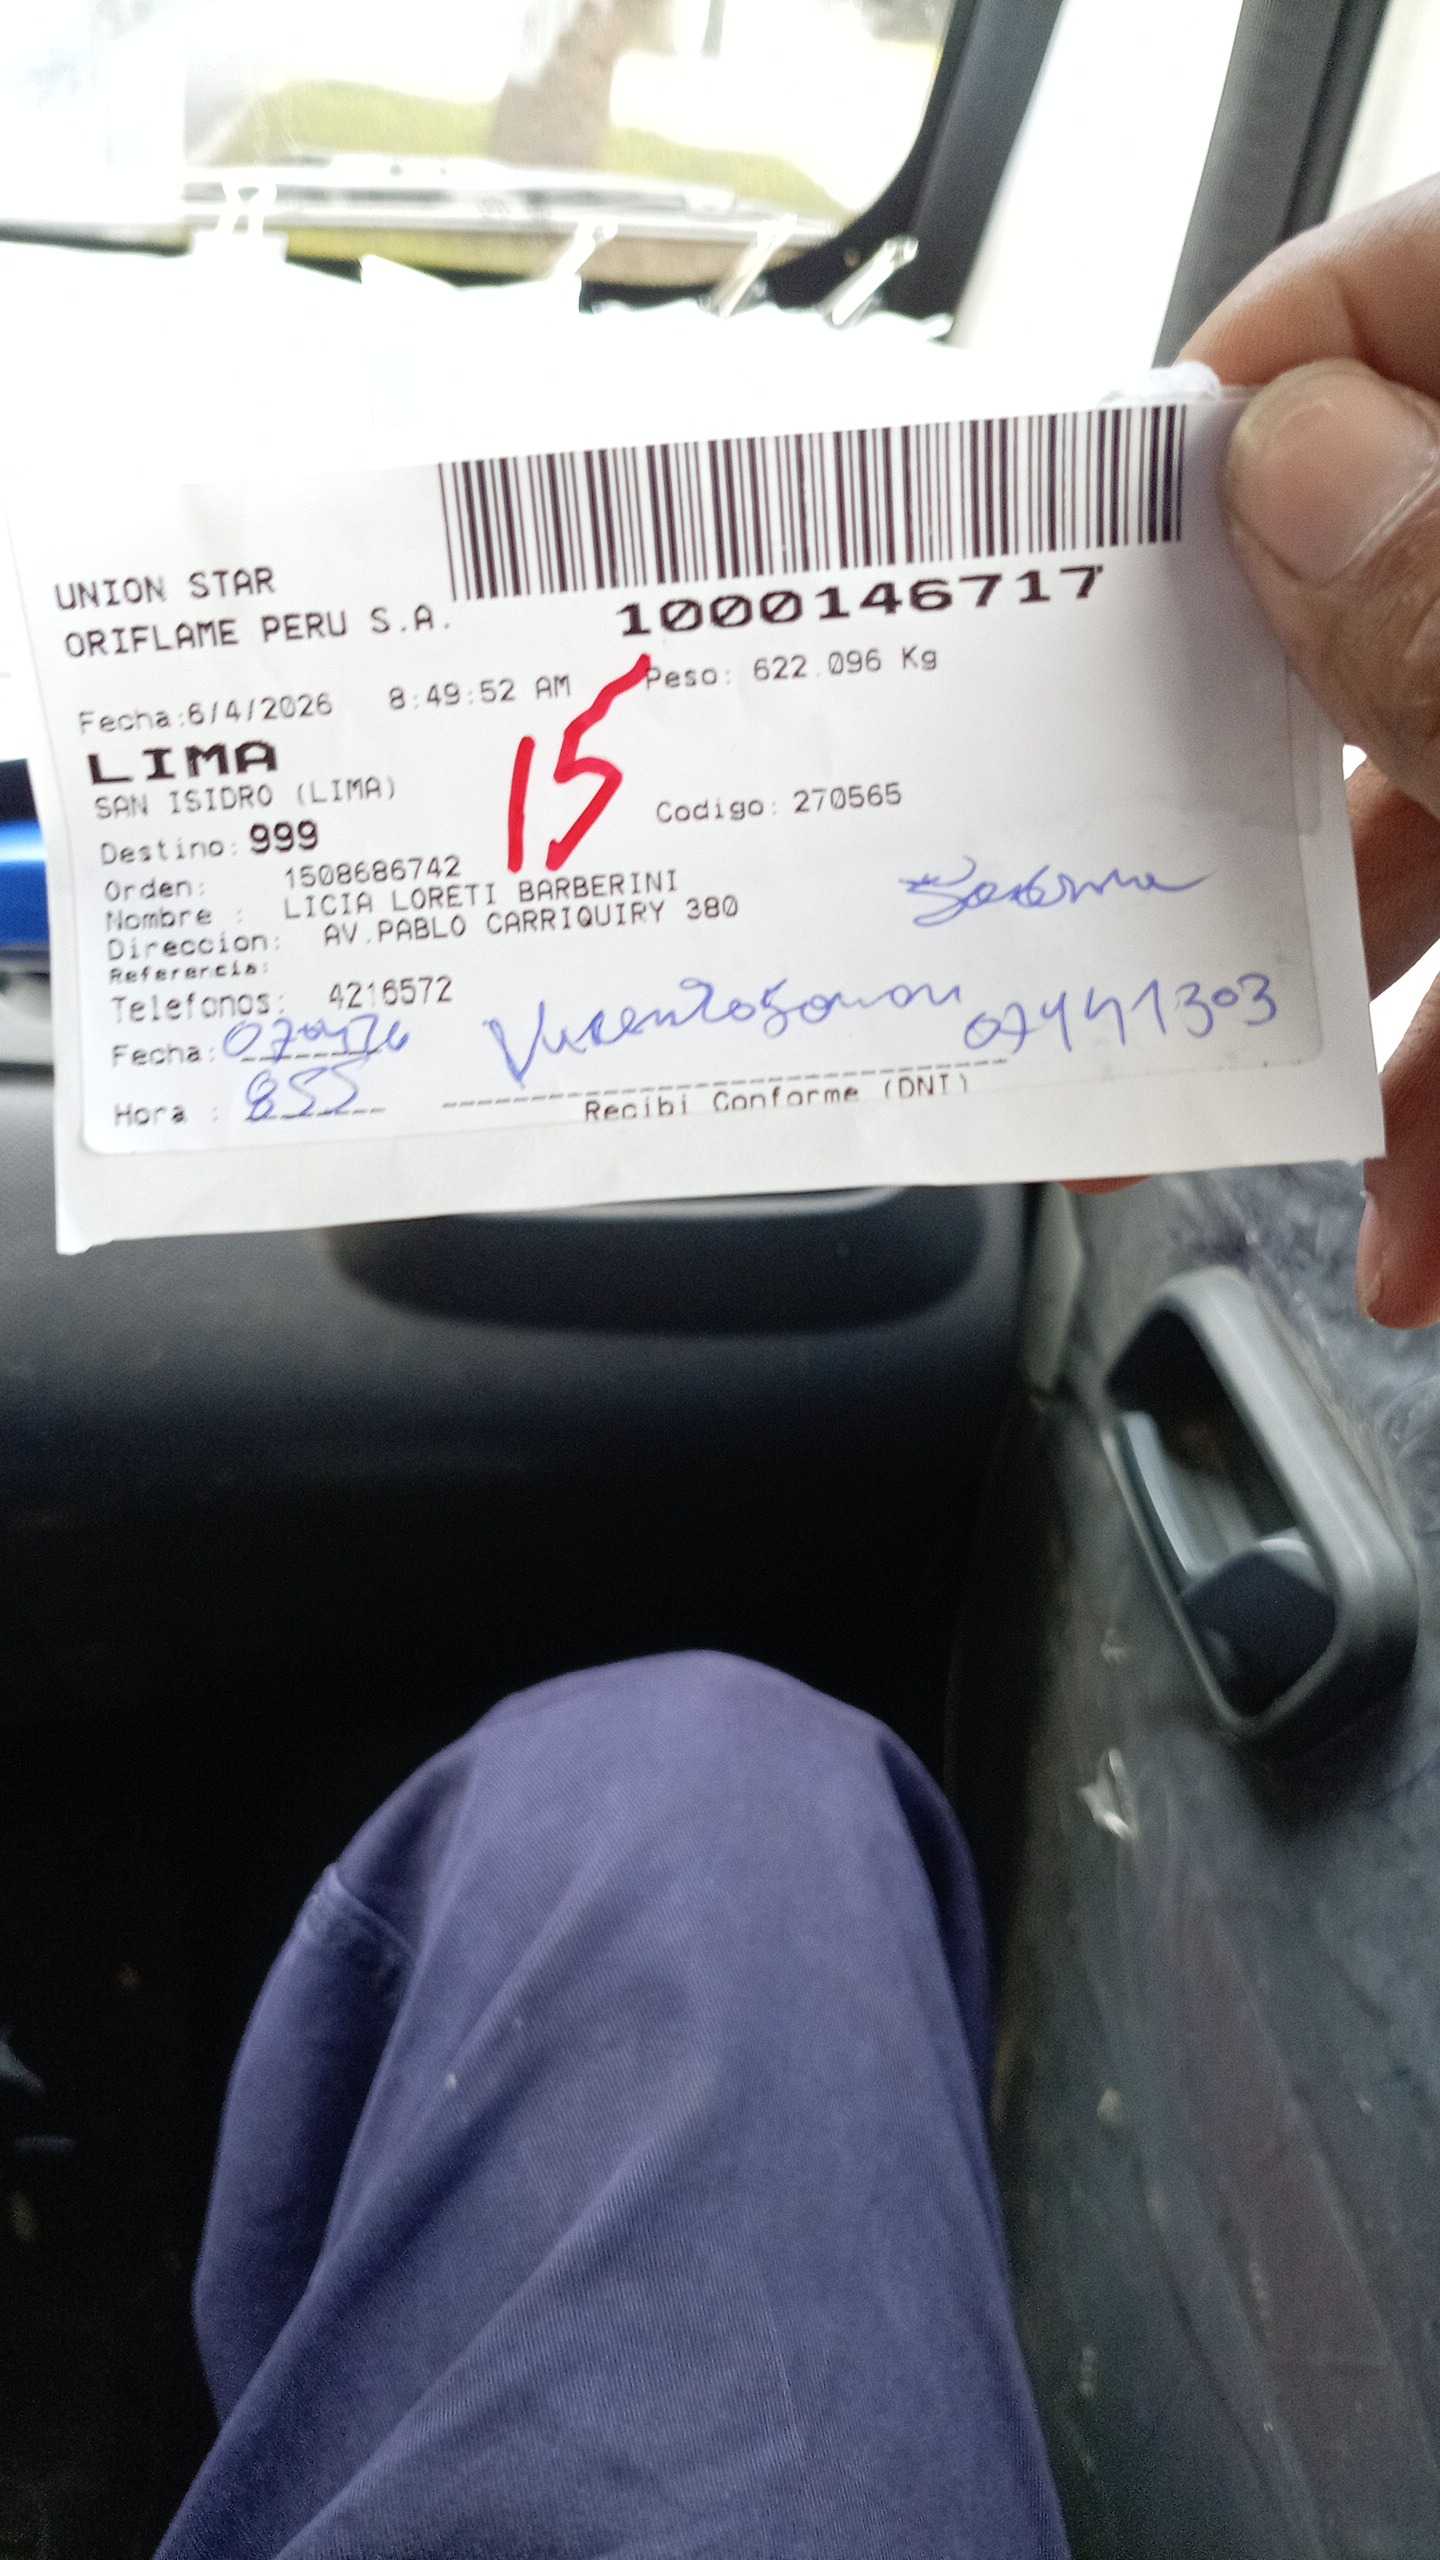 UNION STAR
ORIFLAME PERU S.A.
1000146717
Fecha:6/4/2026 8:49:52 AM Peso: 622.096 Kg
LIMA
15
SAN ISIDRO (LIMA)
Destino: 999 Codigo: 270565
Orden: 1508686742
Nombre : LICIA LORETI BARBERINI
Direccion: AV.PABLO CARRIQUIRY 380
Referencia:
Telefonos: 4216572
Fecha:
07441303
Hora : 855
Recibi Conforme (DNI)